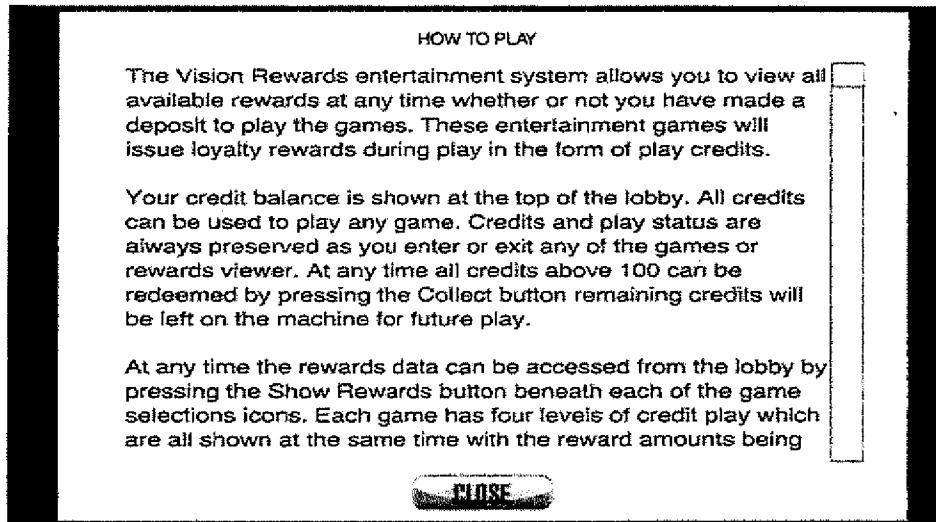 HOW TO PLAY
The Vision Rewards entertainment system allows you to view all
available rewards at any time whether or not you have made a
deposit to play the games. These entertainment games will
issue loyalty rewards during play in the form of play credits.
Your credit balance is shown at the top of the lobby. All credits
can be used to play any game. Credits and play status are
always preserved as you enter or exit any of the games or
rewards viewer. At any time all credits above 100 can be
redeemed by pressing the Collect button remaining credits will
be left on the machine for future play.
At any time the rewards data can be accessed from the lobby by
pressing the Show Rewards button beneath each of the game
selections icons. Each game has four levels of credit play which
are all shown at the same time with the reward amounts being
CLOSE